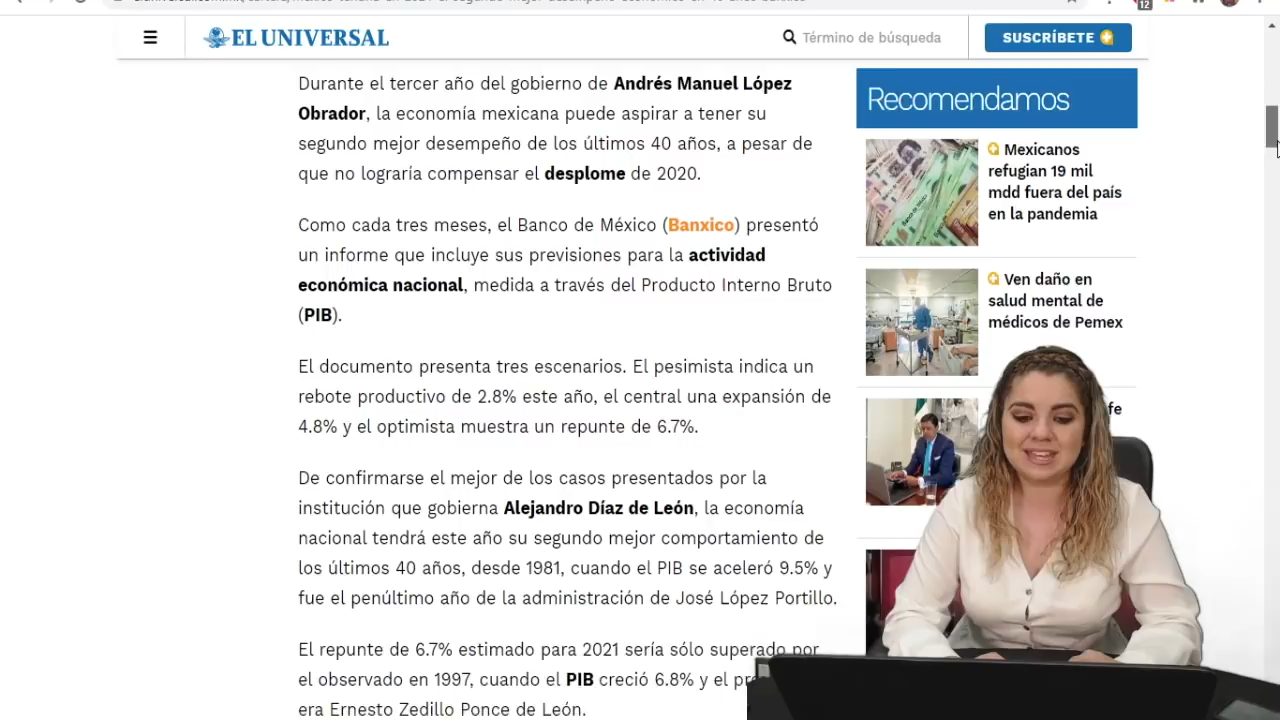 12
EL UNIVERSAL
Término de búsqueda
SUSCRÍBETE
Durante el tercer año del gobierno de Andrés Manuel López
Obrador, la economía mexicana puede aspirar a tener su
segundo mejor desempeño de los últimos 40 años, a pesar de
que no lograría compensar el desplome de 2020.
Como cada tres meses, el Banco de México (Banxico) presentó
un informe que incluye sus previsiones para la actividad
económica nacional, medida a través del Producto Interno Bruto
(PIB).
El documento presenta tres escenarios. El pesimista indica un
rebote productivo de 2.8% este año, el central una expansión de
4.8% y el optimista muestra un repunte de 6.7%.
De confirmarse el mejor de los casos presentados por la
institución que gobierna Alejandro Díaz de León, la economía
nacional tendrá este año su segundo mejor comportamiento de
los últimos 40 años, desde 1981, cuando el PIB se aceleró 9.5% y
fue el penúltimo año de la administración de José López Portillo.
El repunte de 6.7% estimado para 2021 sería sólo superado por
el observado en 1997, cuando el PIB creció 6.8% y el
era Ernesto Zedillo Ponce de León.
Recomendamos
Mexicanos
refugian 19 mil
mdd fuera del país
en la pandemia
Ven daño en
salud mental de
médicos de Pemex